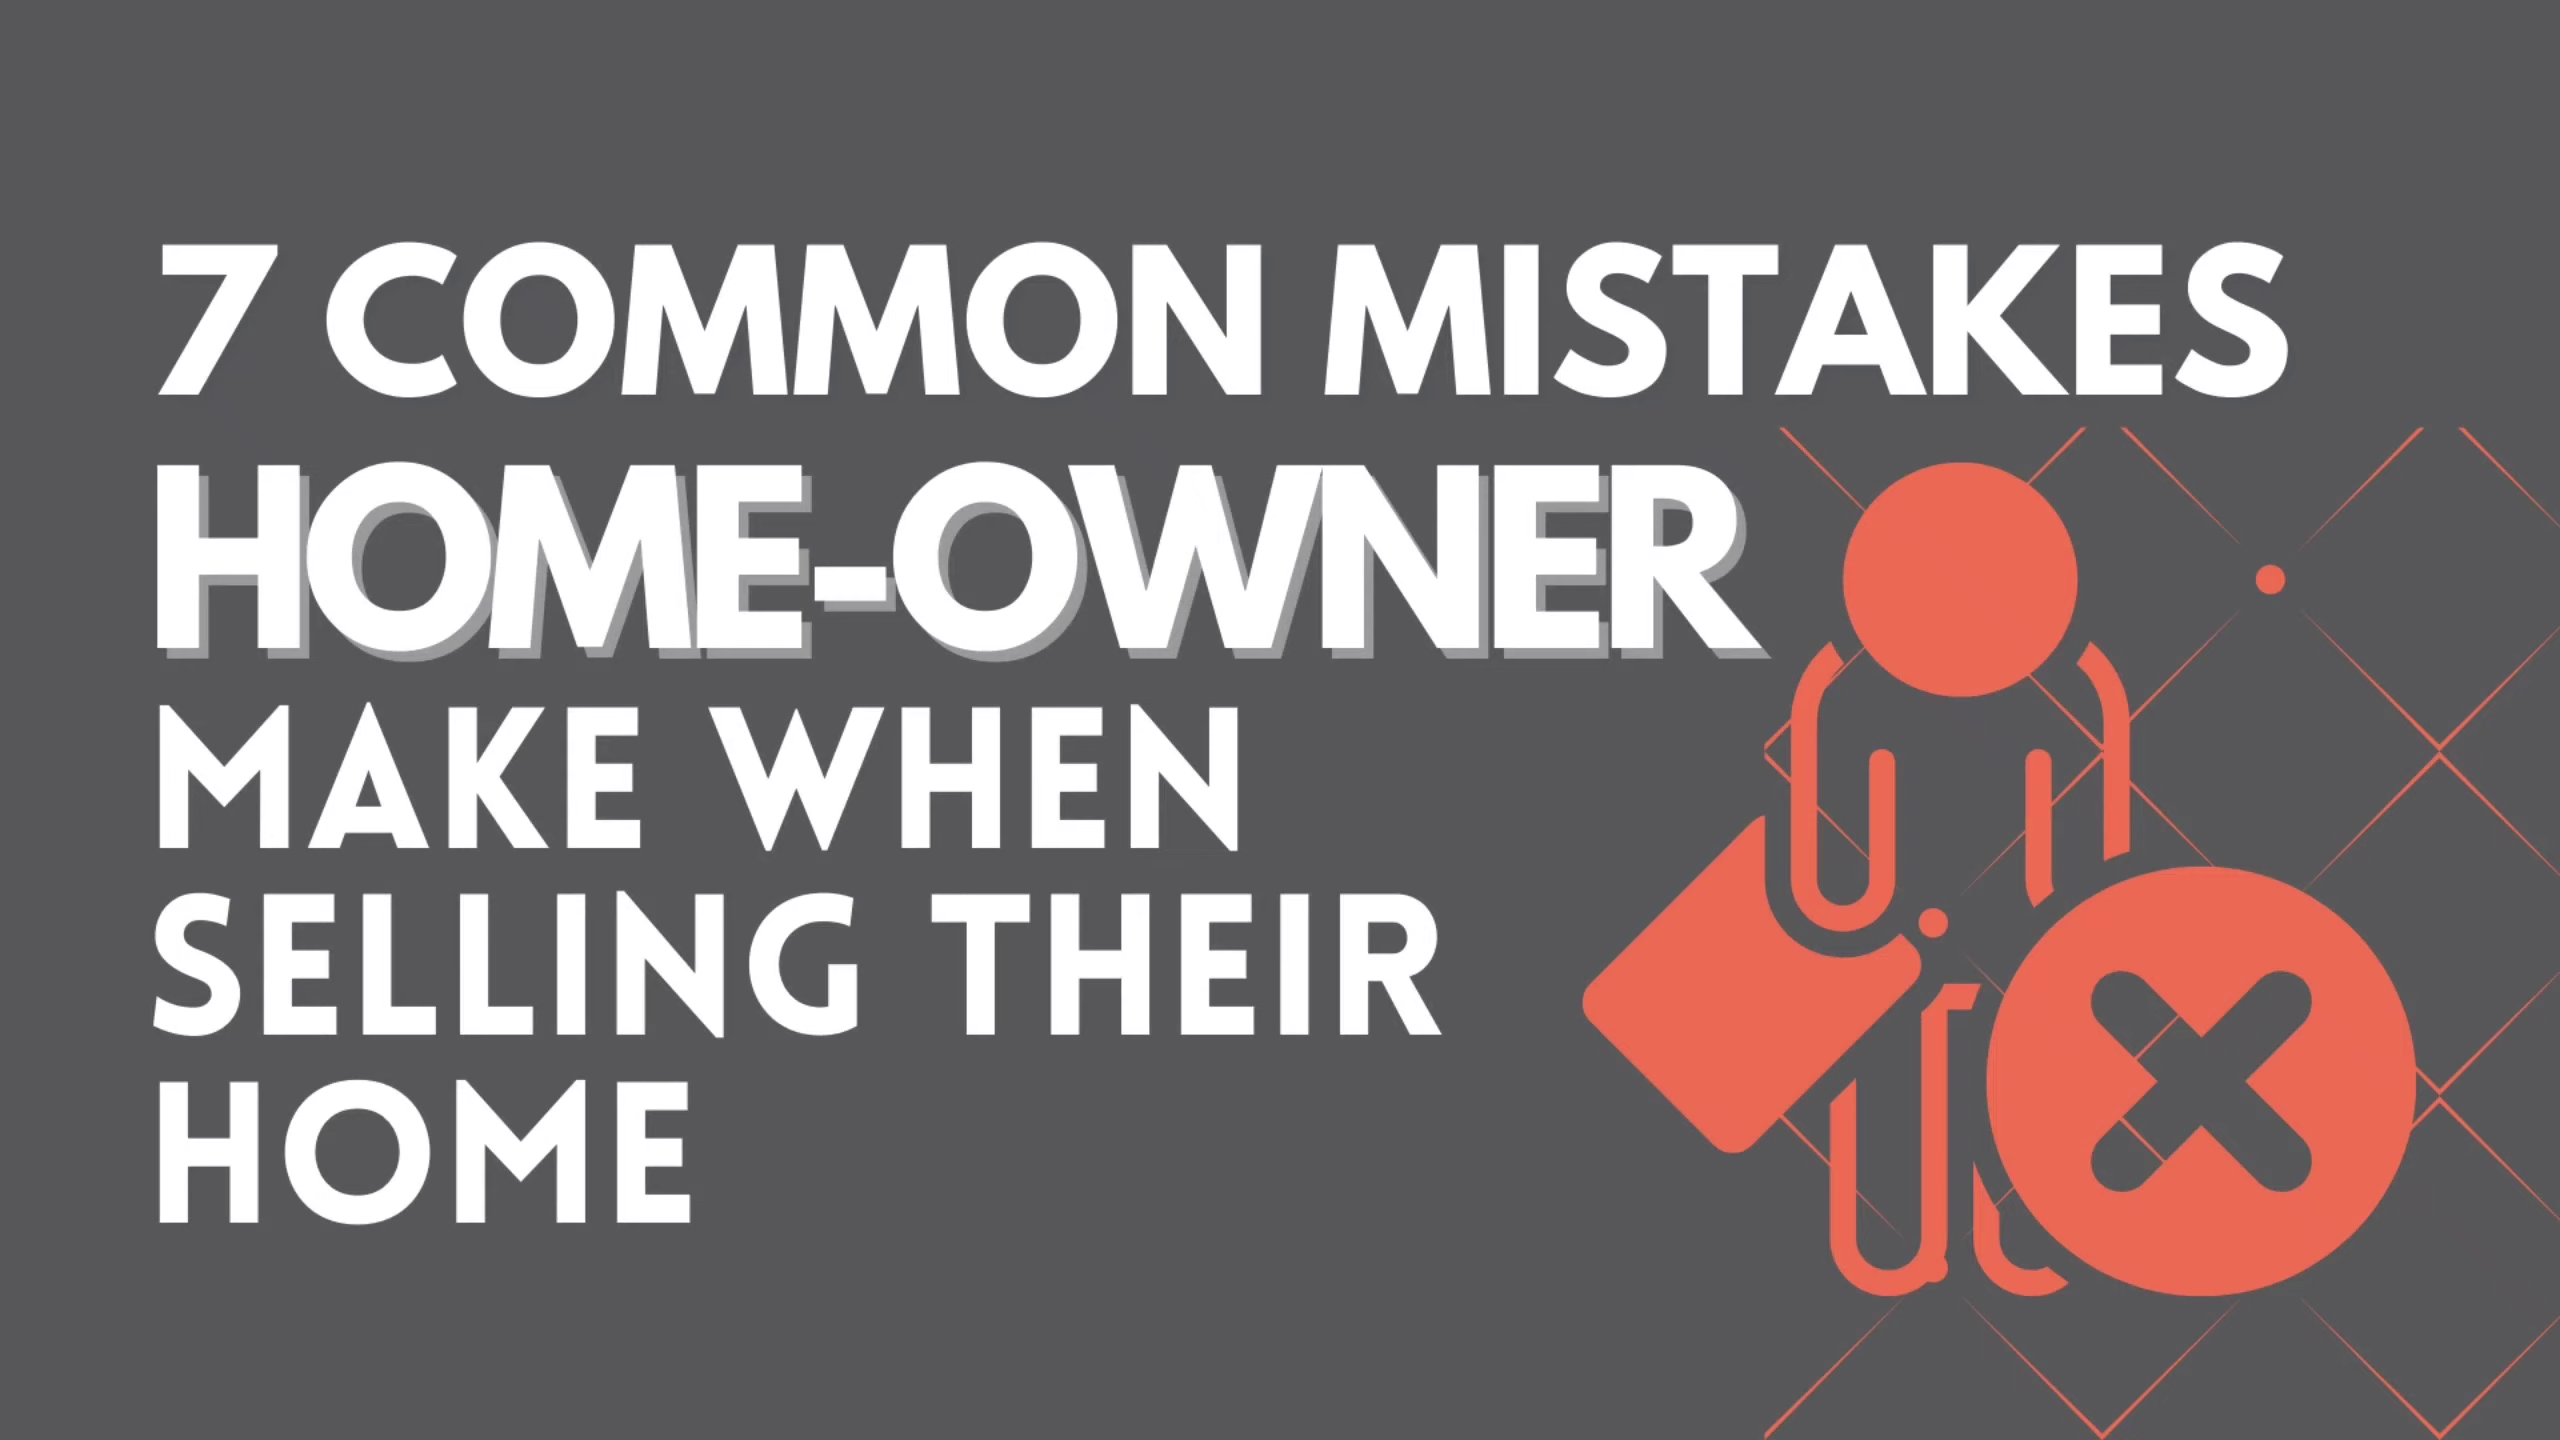 7 COMMON MISTAKES
HOME-OWNER
MAKE WHEN
SELLING THEIR
HOME